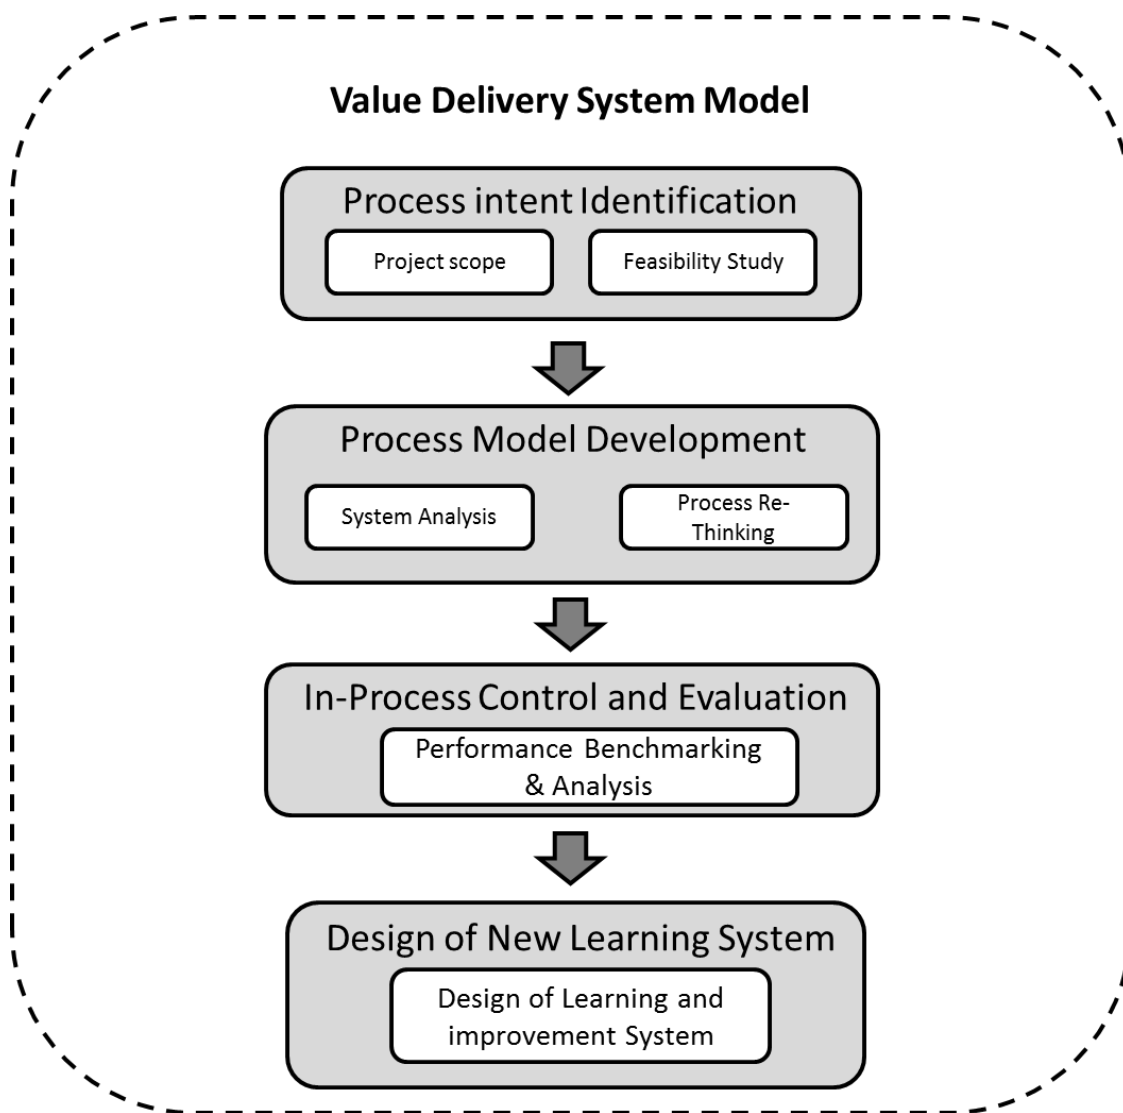 Value Delivery System Model
Process intent Identification
Project scope
Feasibility Study
Process Model Development
System Analysis
Process Re-
Thinking
In-Process Control and Evaluation
Performance Benchmarking
& Analysis
Design of New Learning System
Design of Learning and
improvement System